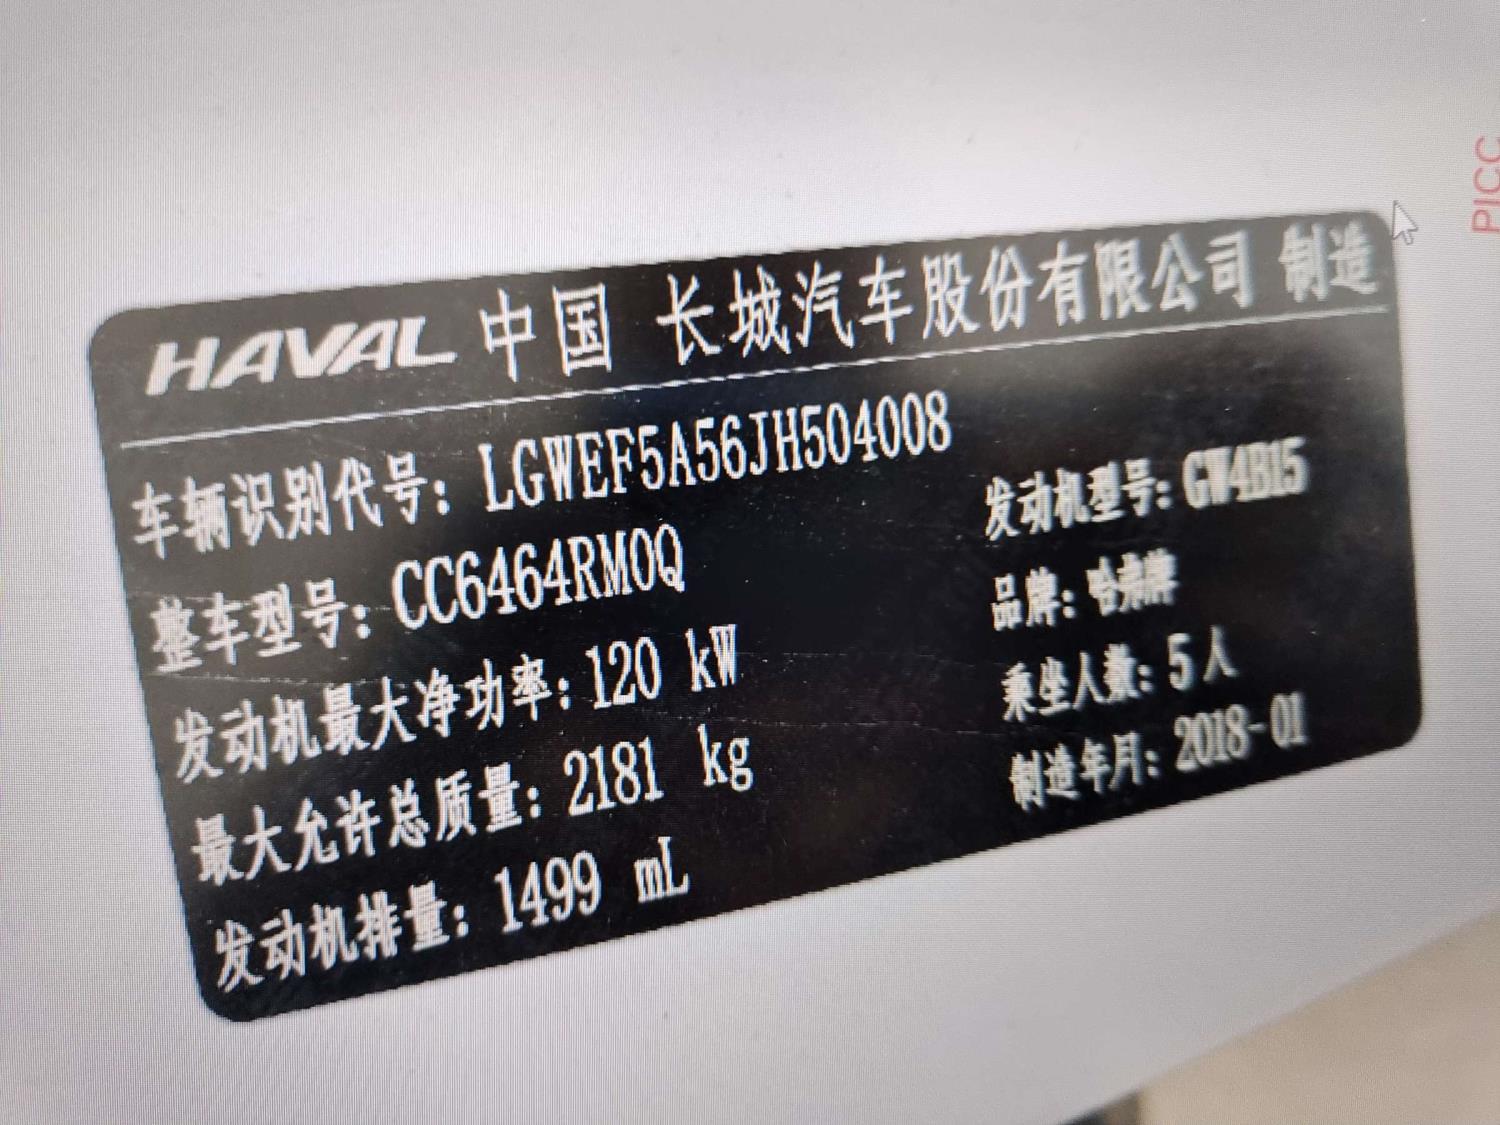 HAVAL 中国 长城汽车股份有限公司 制造
车辆识别代号：LGWEF5A56JH504008
整车型号：CC6464RM0Q
发动机型号：GW4B15
发动机最大净功率：120 kW
品牌：哈弗牌
最大允许总质量：2181 kg
乘坐人数：5人
发动机排量：1499 mL
制造年月：2018-01
PICC